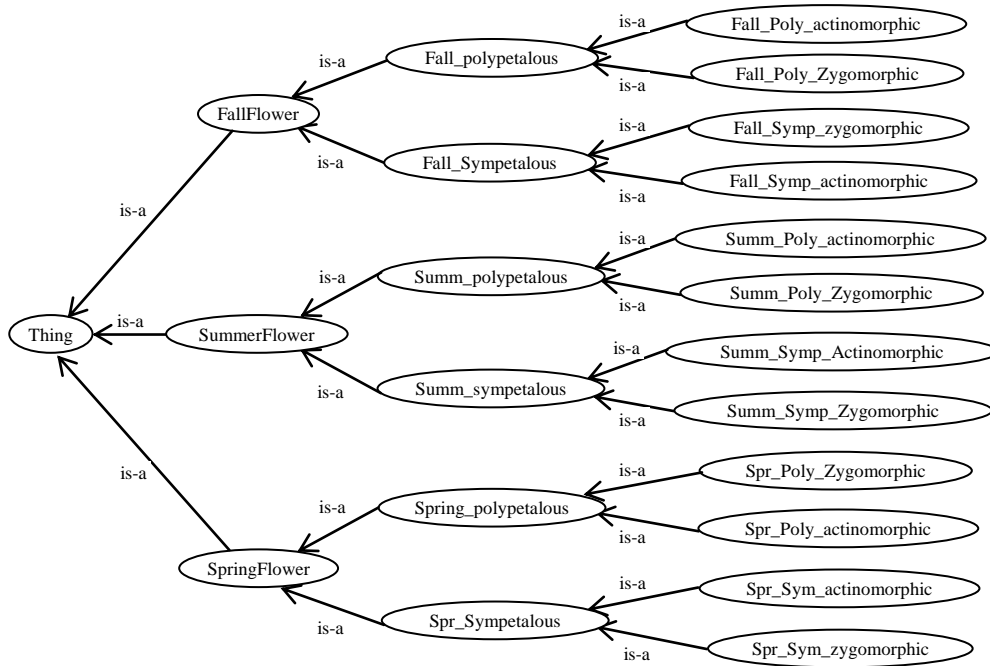 Fall_Poly_actinomorphic
is-a
is-a
Fall_polypetalous
is-a
Fall_Poly_Zygomorphic
FallFlower
is-a
Fall_Symp_zygomorphic
is-a
Fall_Sympetalous
is-a
Fall_Symp_actinomorphic
is-a
is-a
Summ_Poly_actinomorphic
is-a
Summ_polypetalous
is-a
Summ_Poly_Zygomorphic
Thing
is-a
SummerFlower
is-a
Summ_Symp_Actinomorphic
is-a
Summ_sympetalous
is-a
Summ_Symp_Zygomorphic
is-a
is-a
Spr_Poly_Zygomorphic
is-a
Spring_polypetalous
is-a
Spr_Poly_actinomorphic
SpringFlower
is-a
Spr_Sym_actinomorphic
is-a
Spr_Sympetalous
is-a
Spr_Sym_zygomorphic